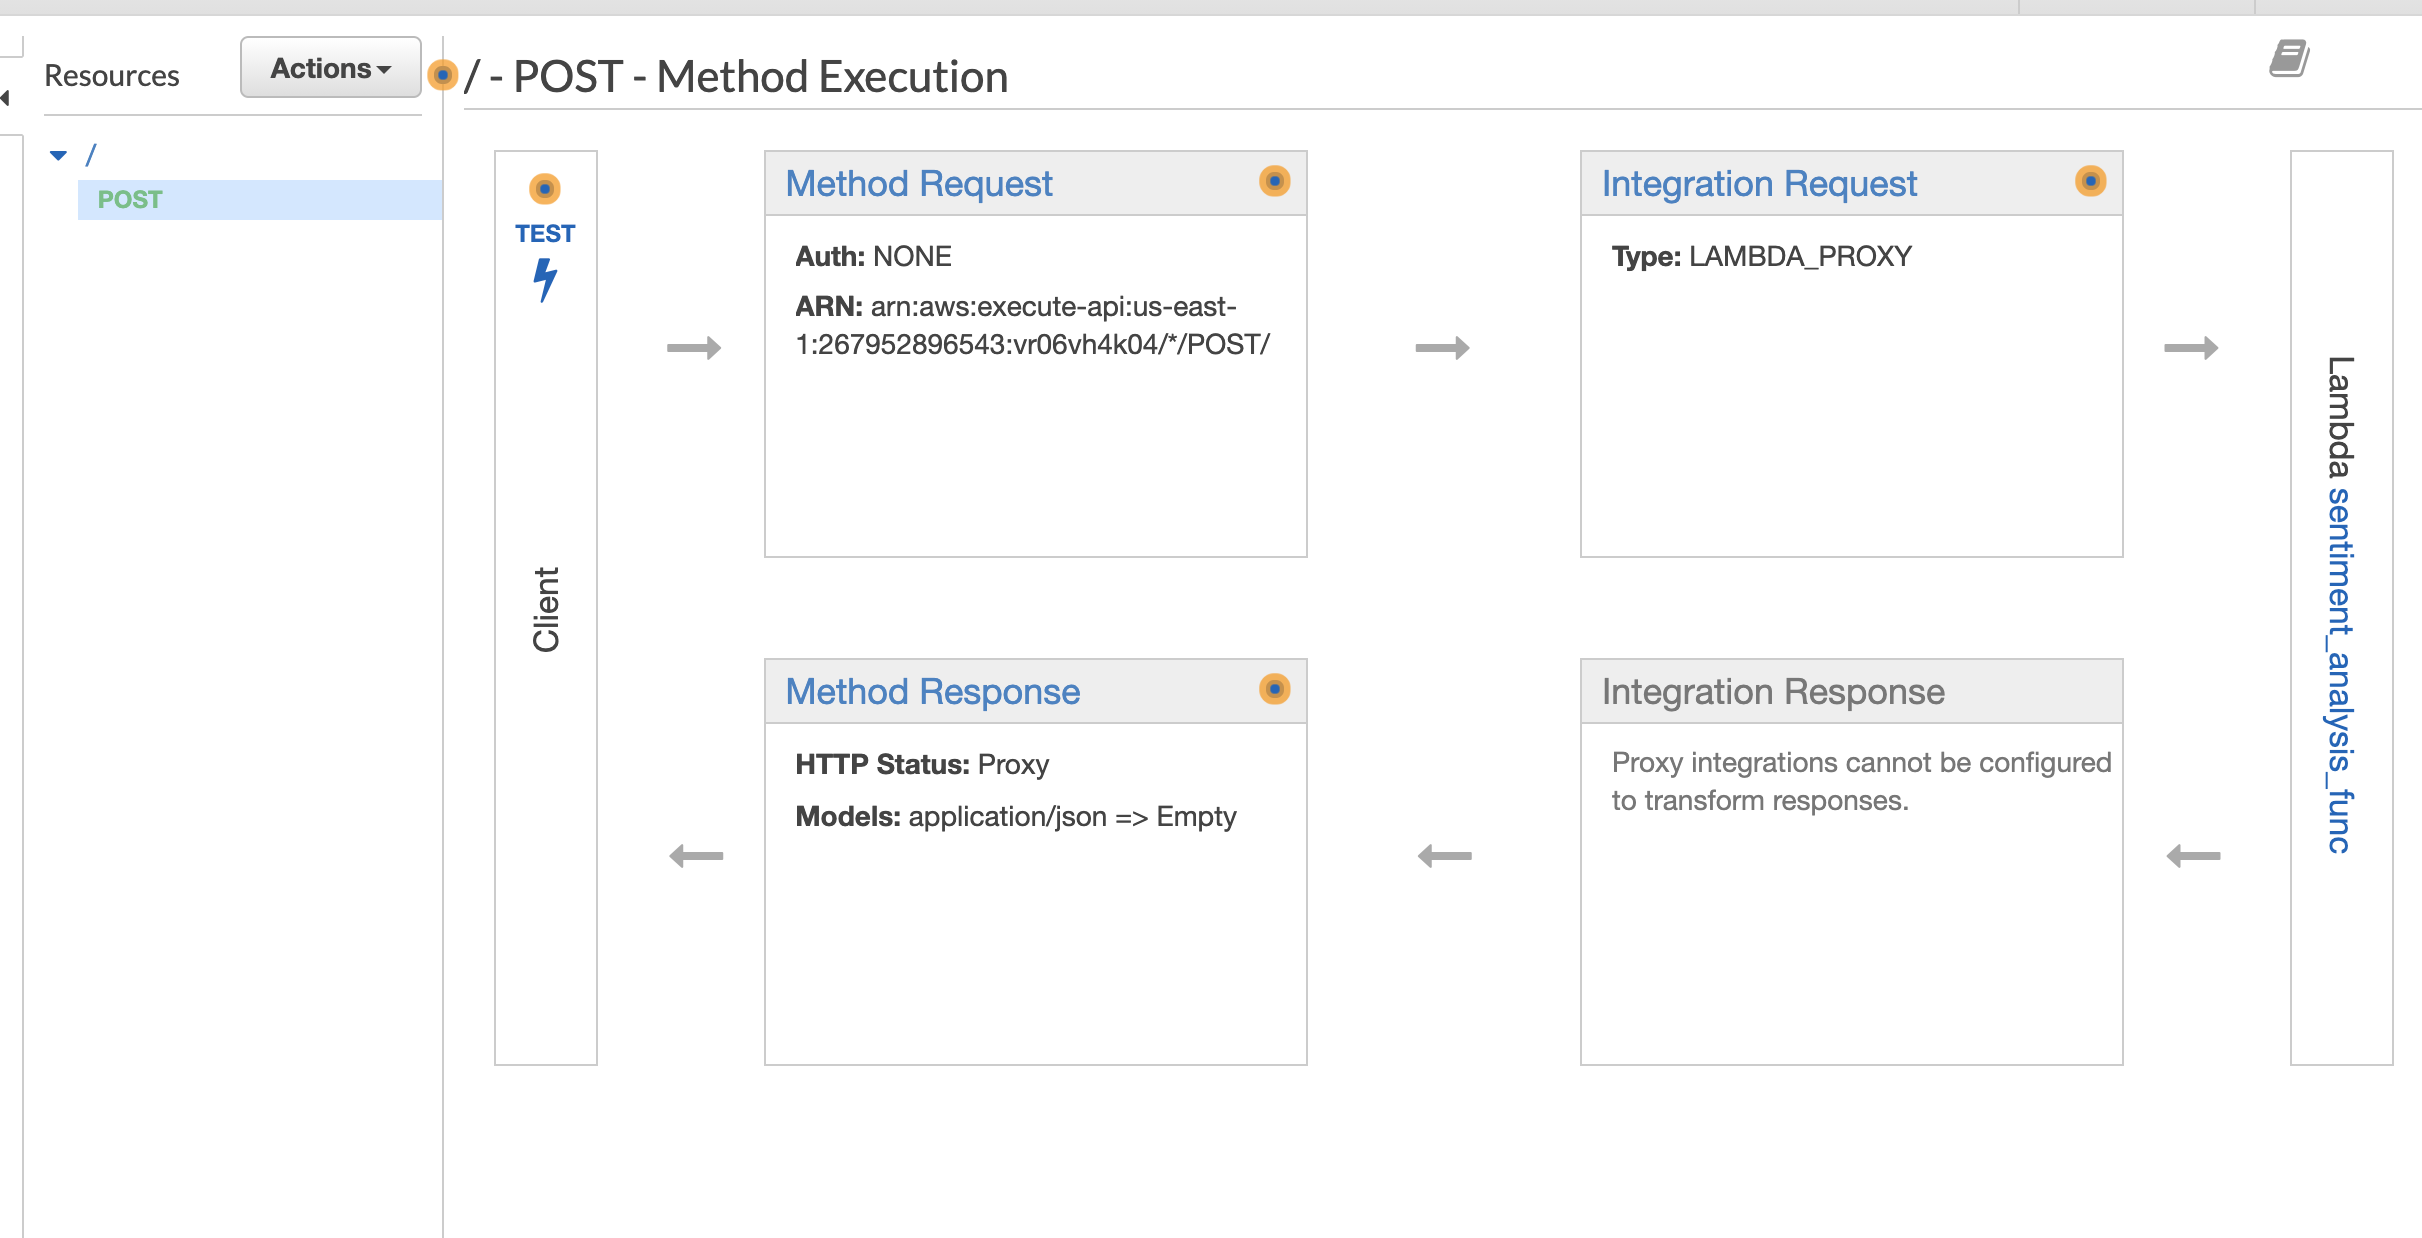 Resources
Actions
/ - POST - Method Execution
/
POST
TEST
Client
Method Request
Auth: NONE
ARN: arn:aws:execute-api:us-east-
1:267952896543:vr06vh4k04/*/POST/
Integration Request
Type: LAMBDA_PROXY
Lambda sentiment_analysis_func
Method Response
HTTP Status: Proxy
Models: application/json => Empty
Integration Response
Proxy integrations cannot be configured
to transform responses.